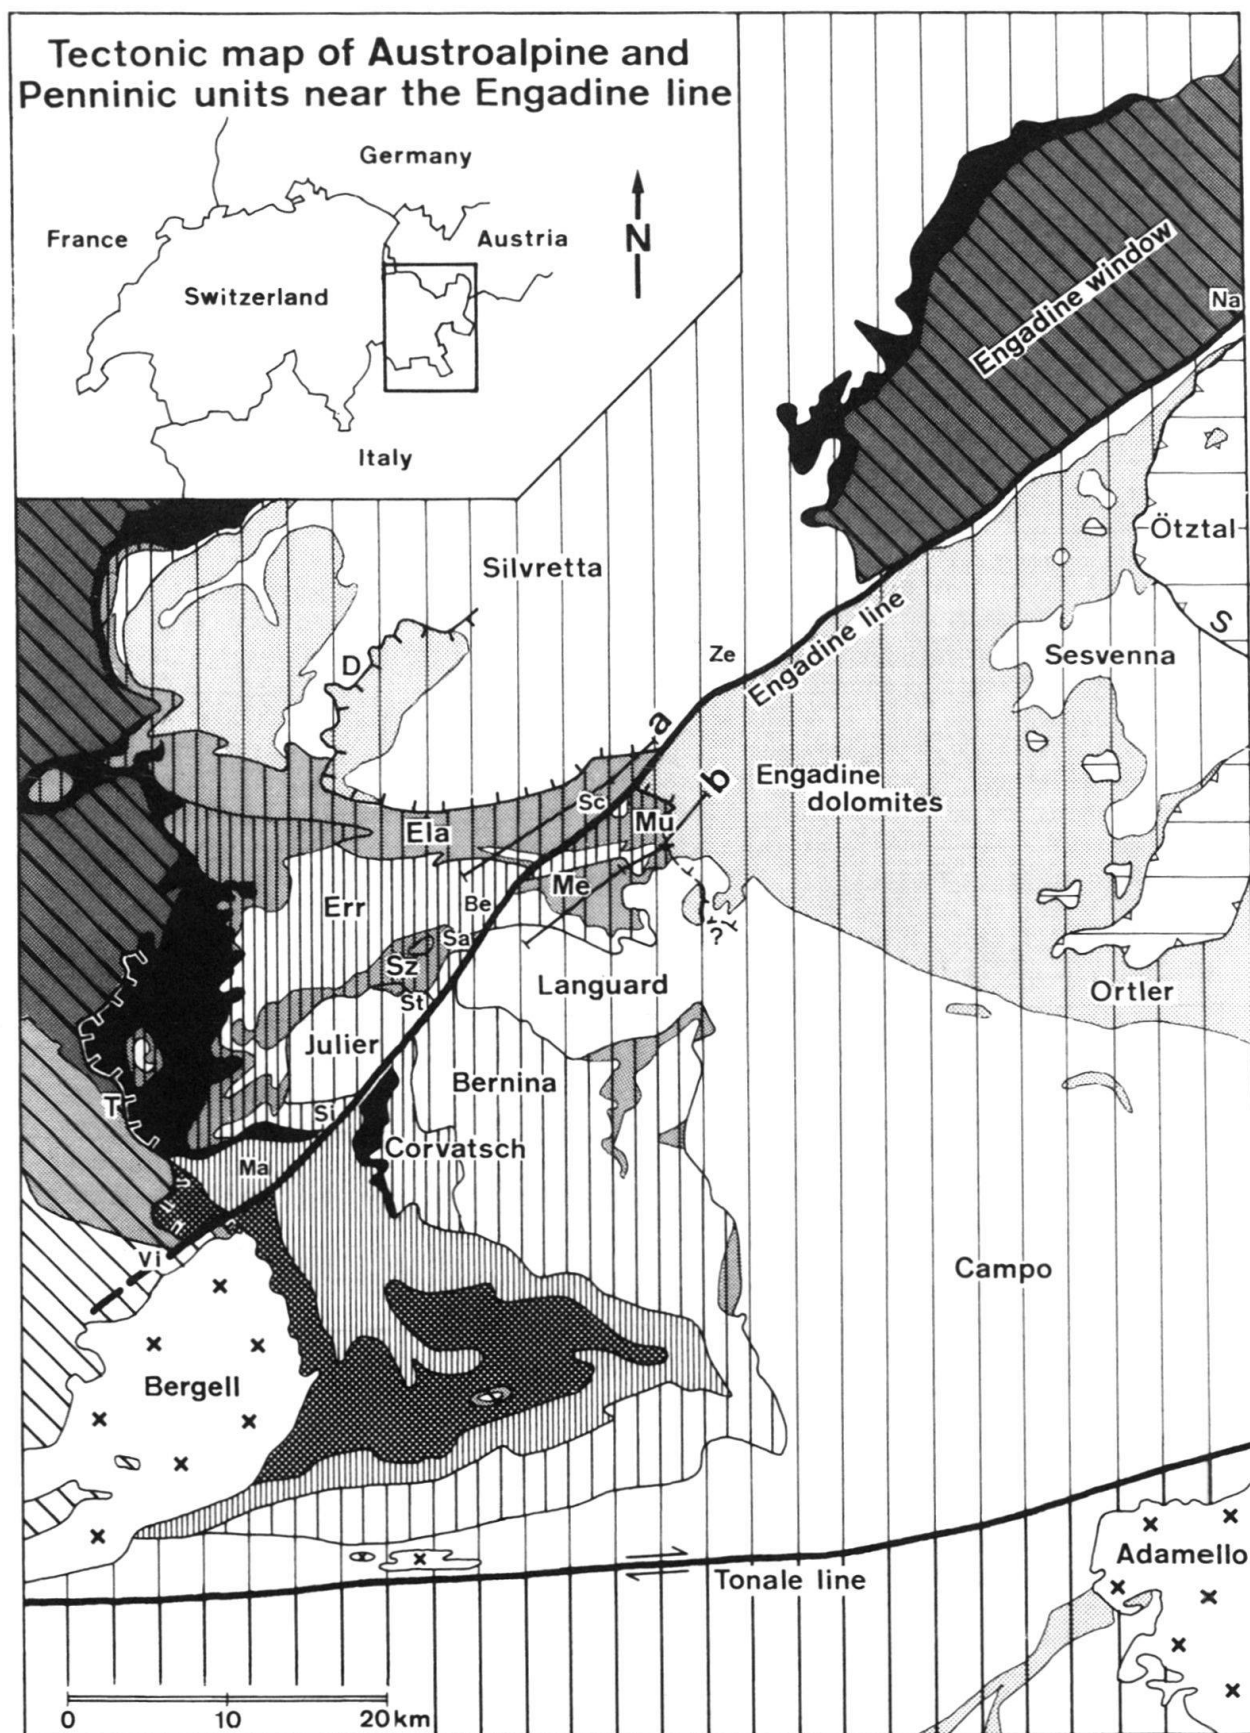 Tectonic map of Austroalpine and
Penninic units near the Engadine line
Germany
France
Austria
N
Switzerland
Italy
Engadine window
Na
Ötztal
Silvretta
S
Engadine line
Ze
D
Sesvenna
a
b
Engadine
dolomites
Sc
Mu
Ela
Me
Err
Be
Sa
?
Sz
Languard
Ortler
St
Julier
Bernina
T
Si
Corvatsch
Ma
Vi
Campo
Bergell
Adamello
Tonale line
0 10 20 km